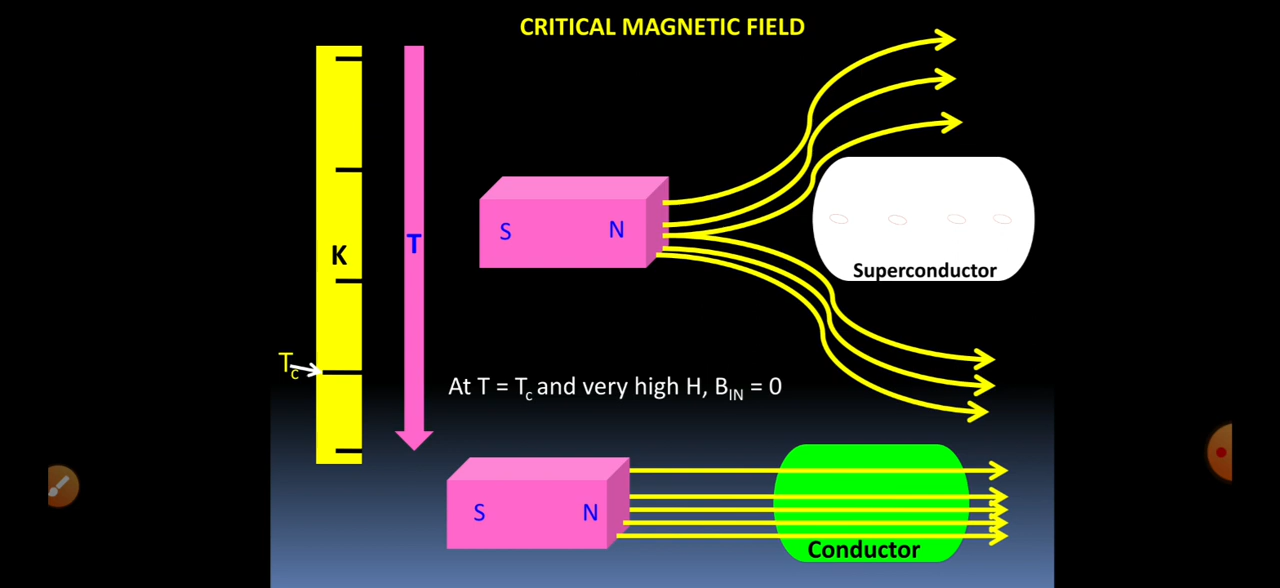 CRITICAL MAGNETIC FIELD
K
T
S N
Superconductor
Tc
At T = Tc and very high H, BIN = 0
S N
Conductor